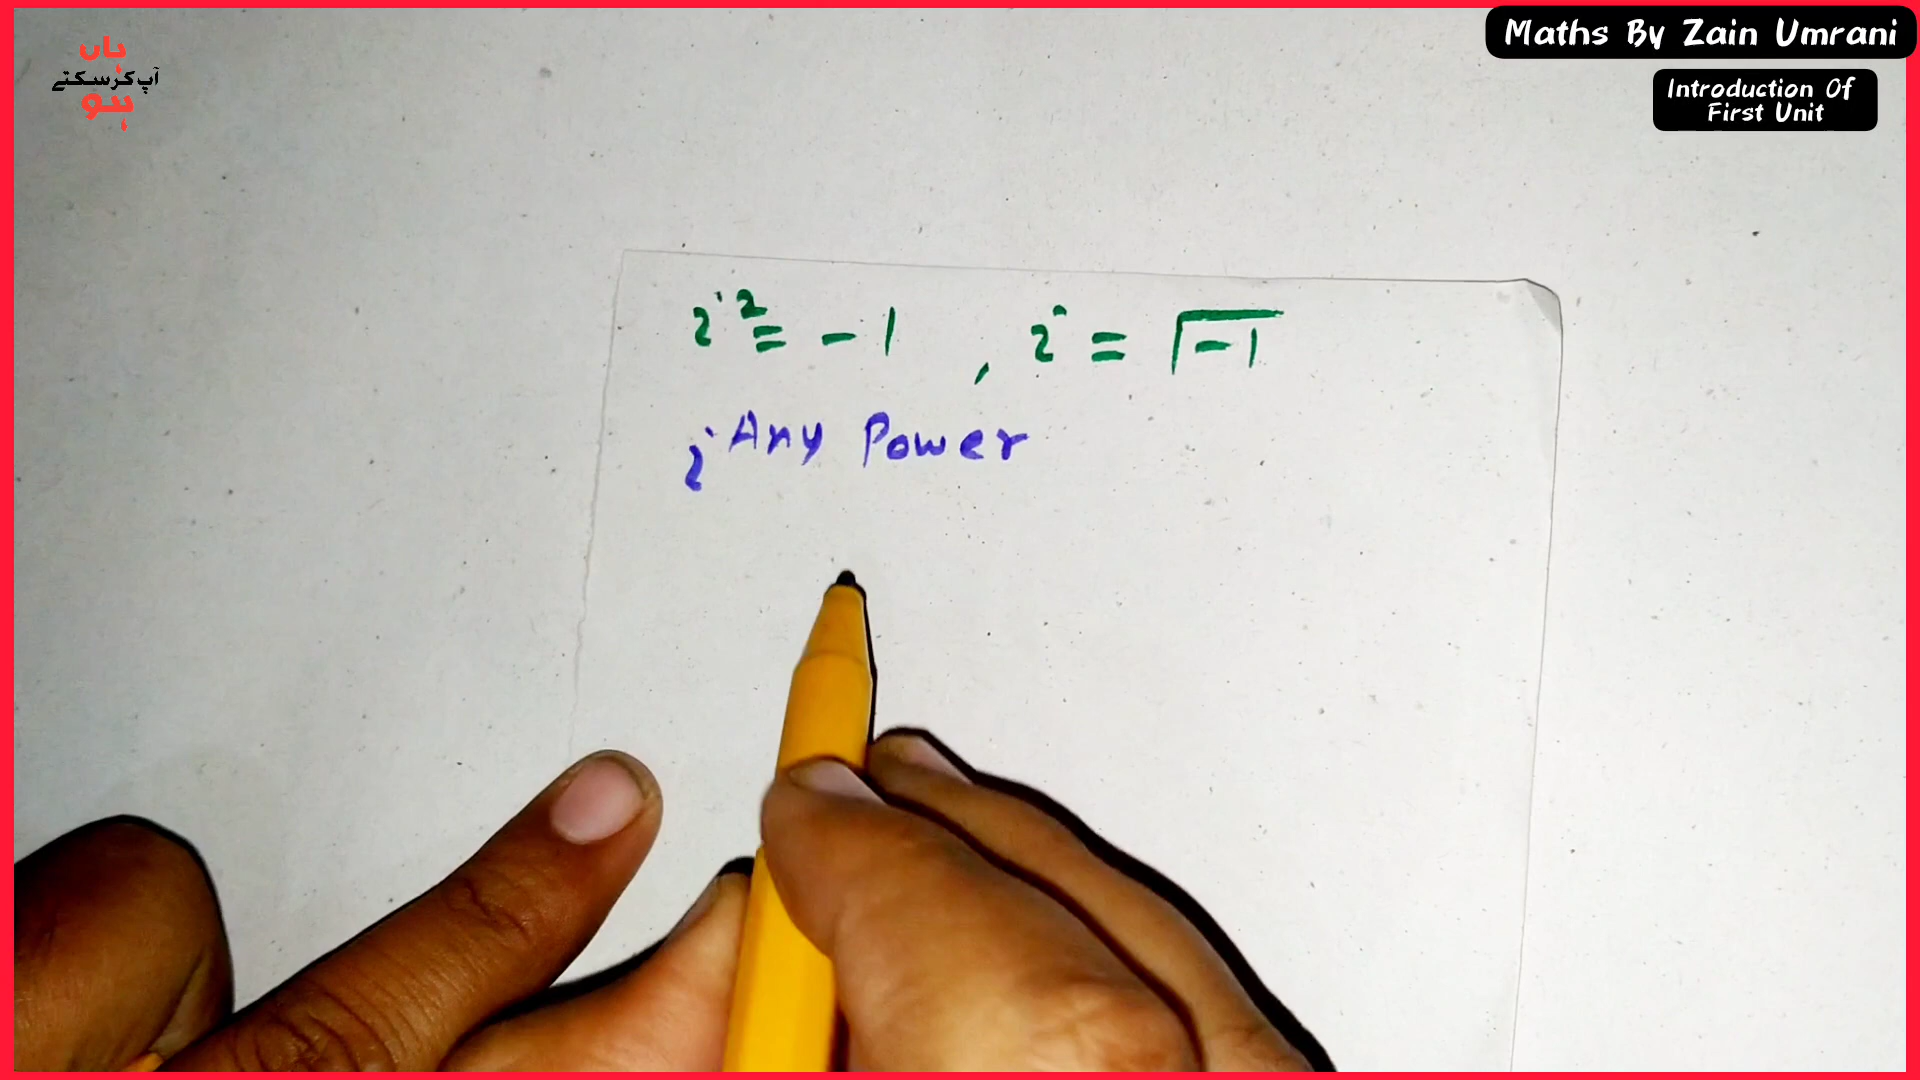 ہاں
آپ کرسکتے
ہو
Maths By Zain Umrani
Introduction Of
First Unit
i² = - 1 , i = √-1
i Any Power